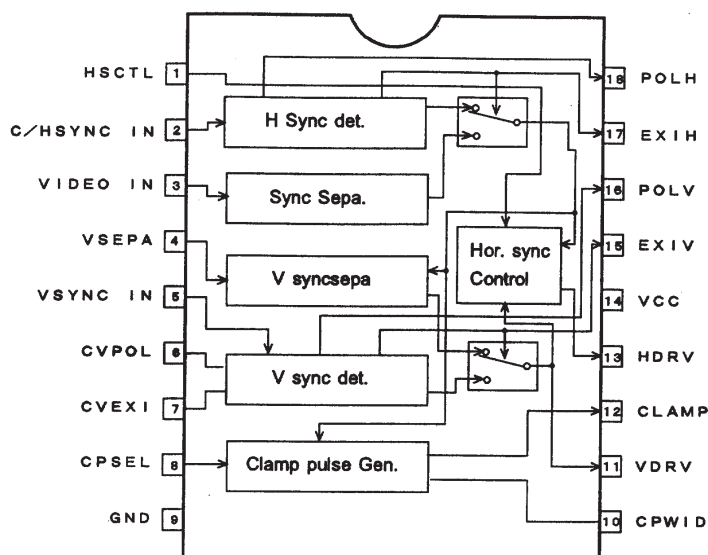 HSCTL 1
C/HSYNC IN 2
VIDEO IN 3
VSEPA 4
VSYNC IN 5
CVPOL 6
CVEXI 7
CPSEL 8
GND 9
H Sync det.
Sync Sepa.
V syncsepa
V sync det.
Clamp pulse Gen.
Hor. sync
Control
18 POLH
17 EXIH
16 POLV
15 EXIV
14 VCC
13 HDRV
12 CLAMP
11 VDRV
10 CPWID